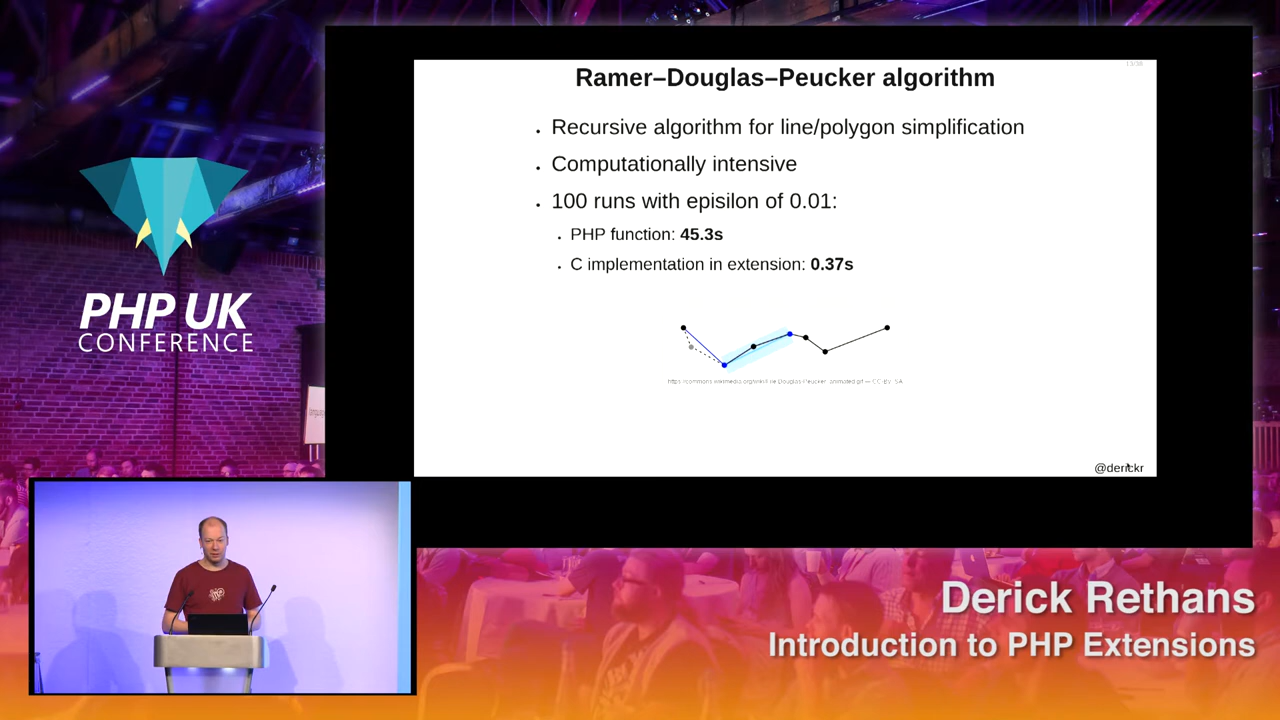 13/38
Ramer–Douglas–Peucker algorithm
• Recursive algorithm for line/polygon simplification
• Computationally intensive
• 100 runs with episilon of 0.01:
• PHP function: 45.3s
• C implementation in extension: 0.37s
@derickr
PHP UK
CONFERENCE
Derick Rethans
Introduction to PHP Extensions